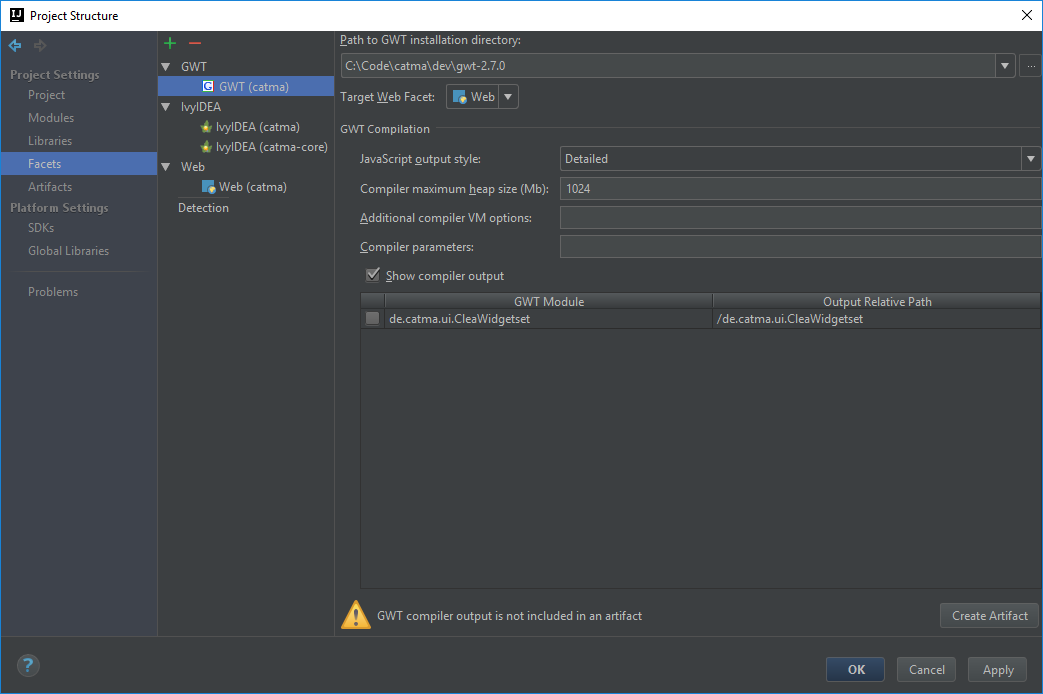 IJ Project Structure
Project Settings
Project
Modules
Libraries
Facets
Artifacts
Platform Settings
SDKs
Global Libraries
Problems
GWT
G GWT (catma)
IvyIDEA
IvyIDEA (catma)
IvyIDEA (catma-core)
Web
Web (catma)
Detection
Path to GWT installation directory:
C:\Code\catma\dev\gwt-2.7.0
...
Target Web Facet: Web
GWT Compilation
JavaScript output style: Detailed
Compiler maximum heap size (Mb): 1024
Additional compiler VM options:
Compiler parameters:
Show compiler output
GWT Module Output Relative Path
de.catma.ui.CleaWidgetset /de.catma.ui.CleaWidgetset
GWT compiler output is not included in an artifact Create Artifact
? OK Cancel Apply